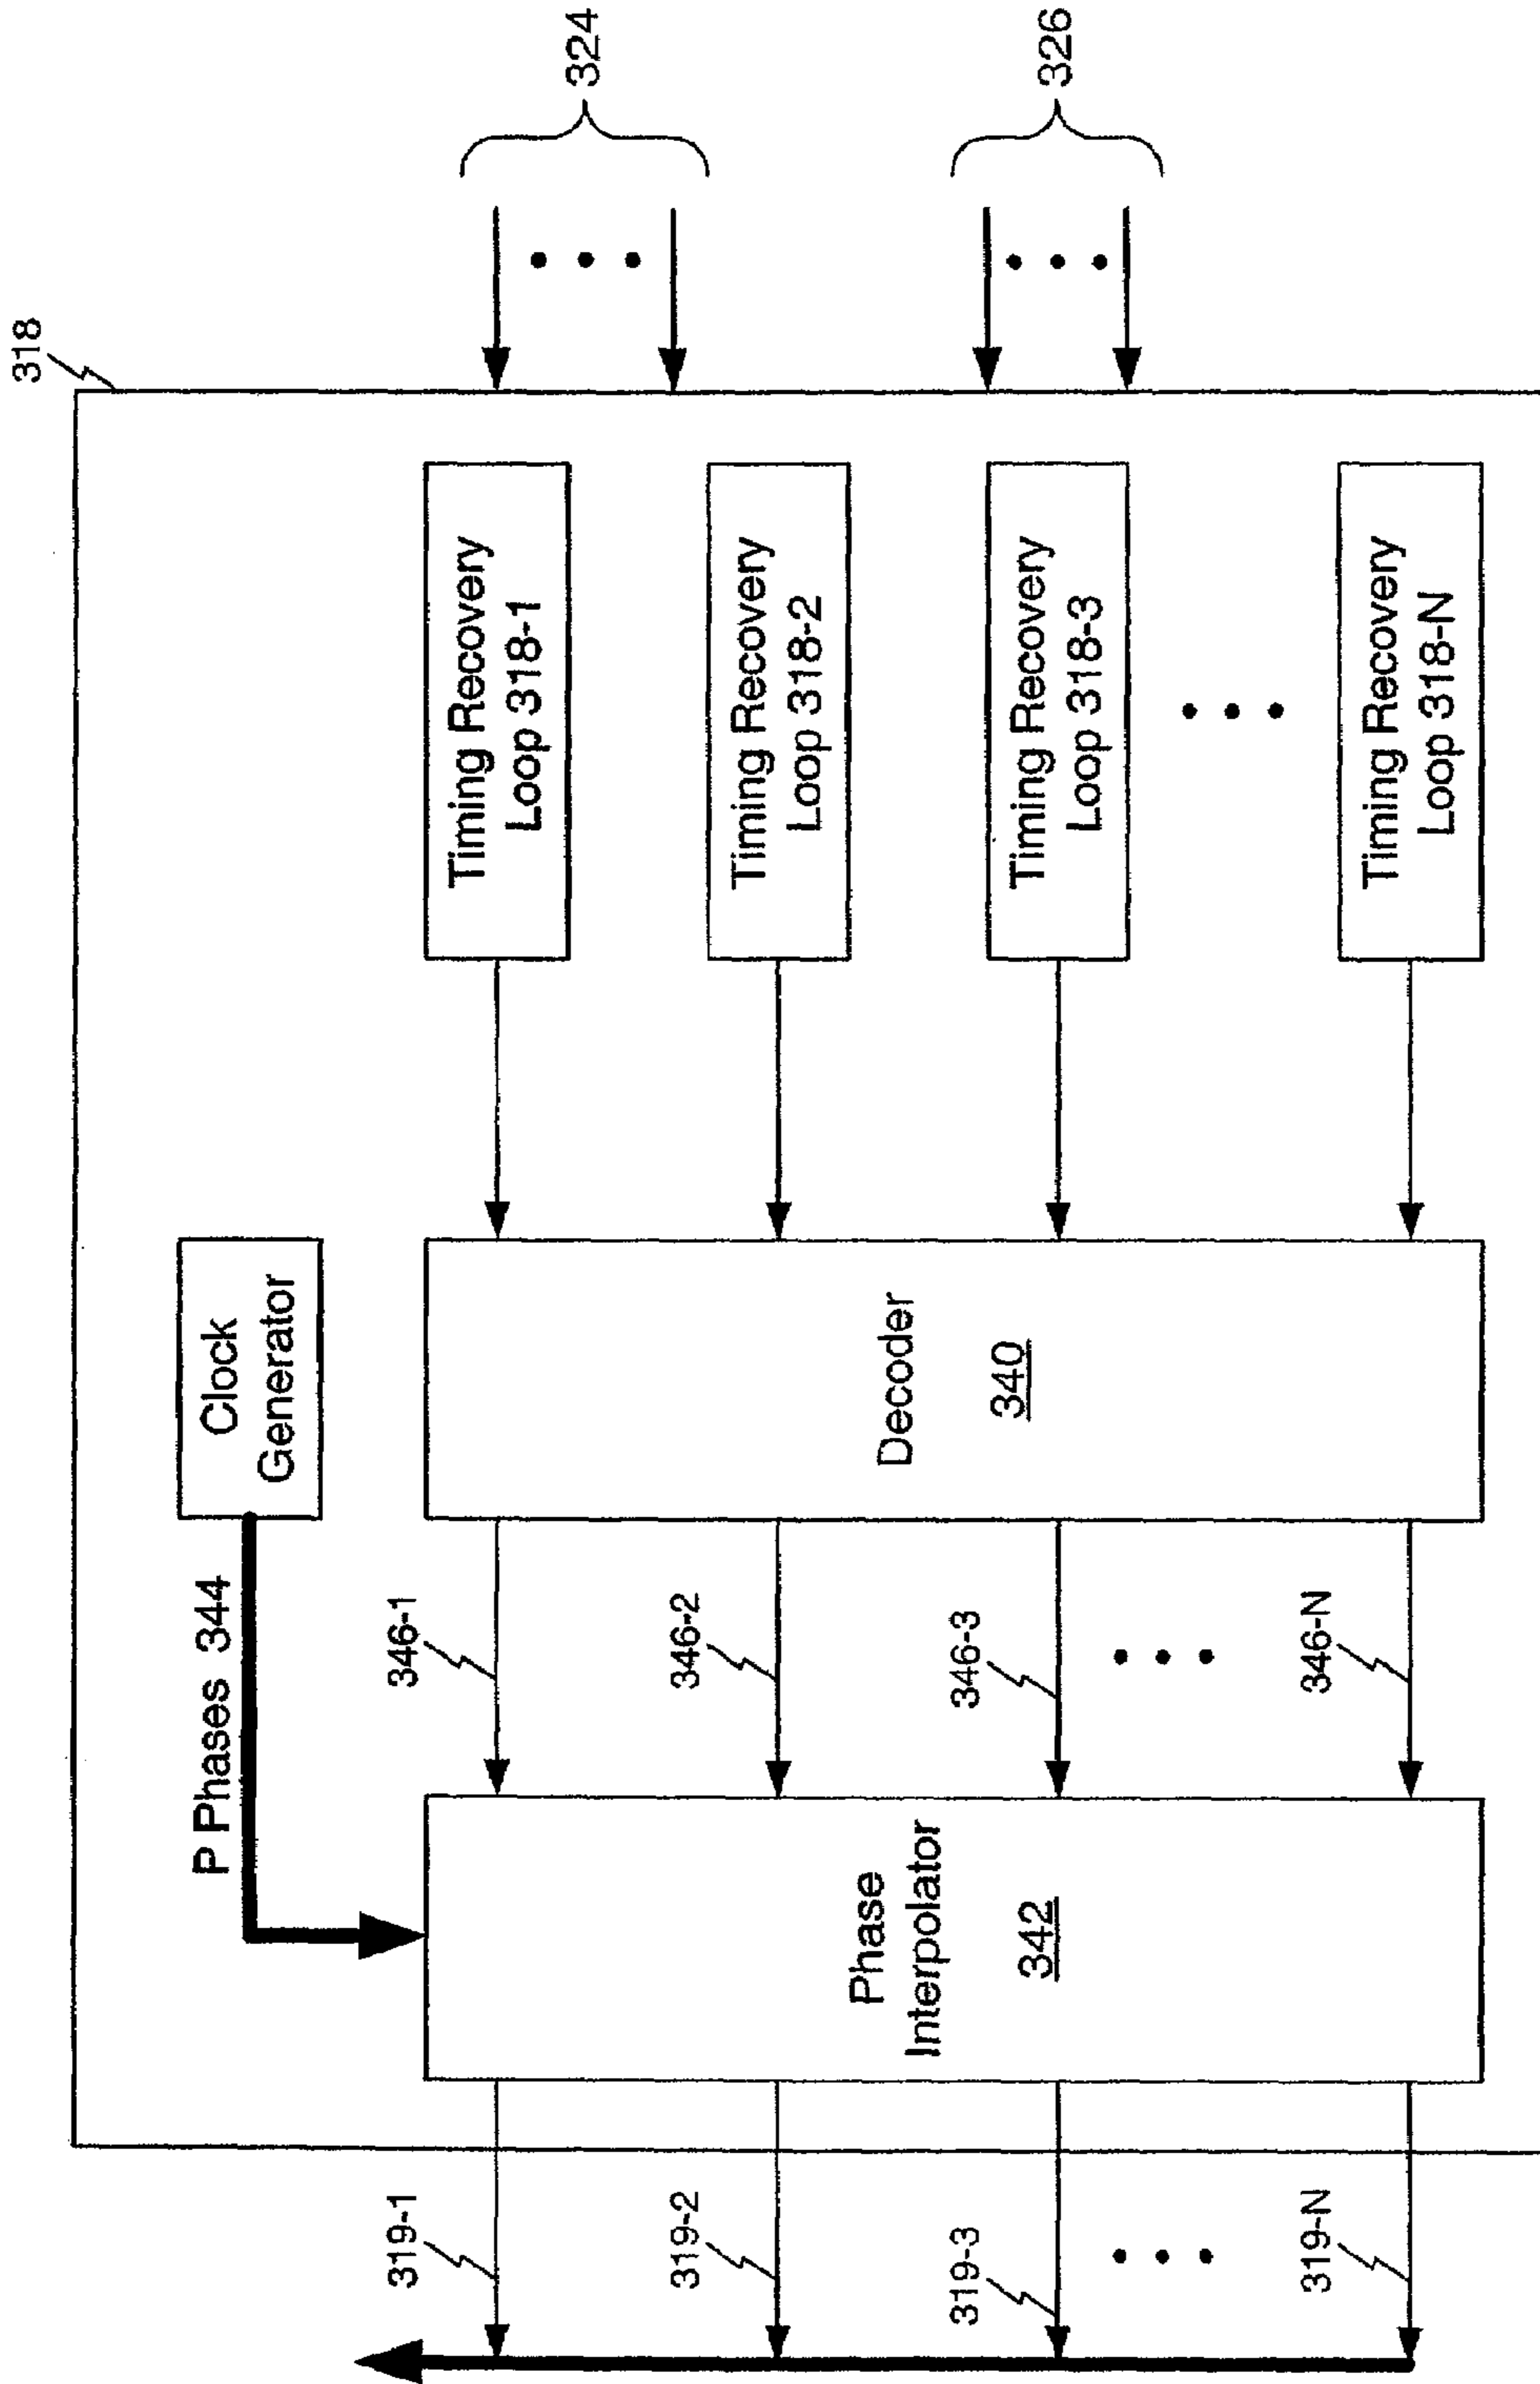 318
324
326
Timing Recovery
Loop 318-1
Timing Recovery
Loop 318-2
Timing Recovery
Loop 318-3
Timing Recovery
Loop 318-N
Clock
Generator
Decoder
340
P Phases 344
346-1
346-2
346-3
346-N
Phase
Interpolator
342
319-1
319-2
319-3
319-N